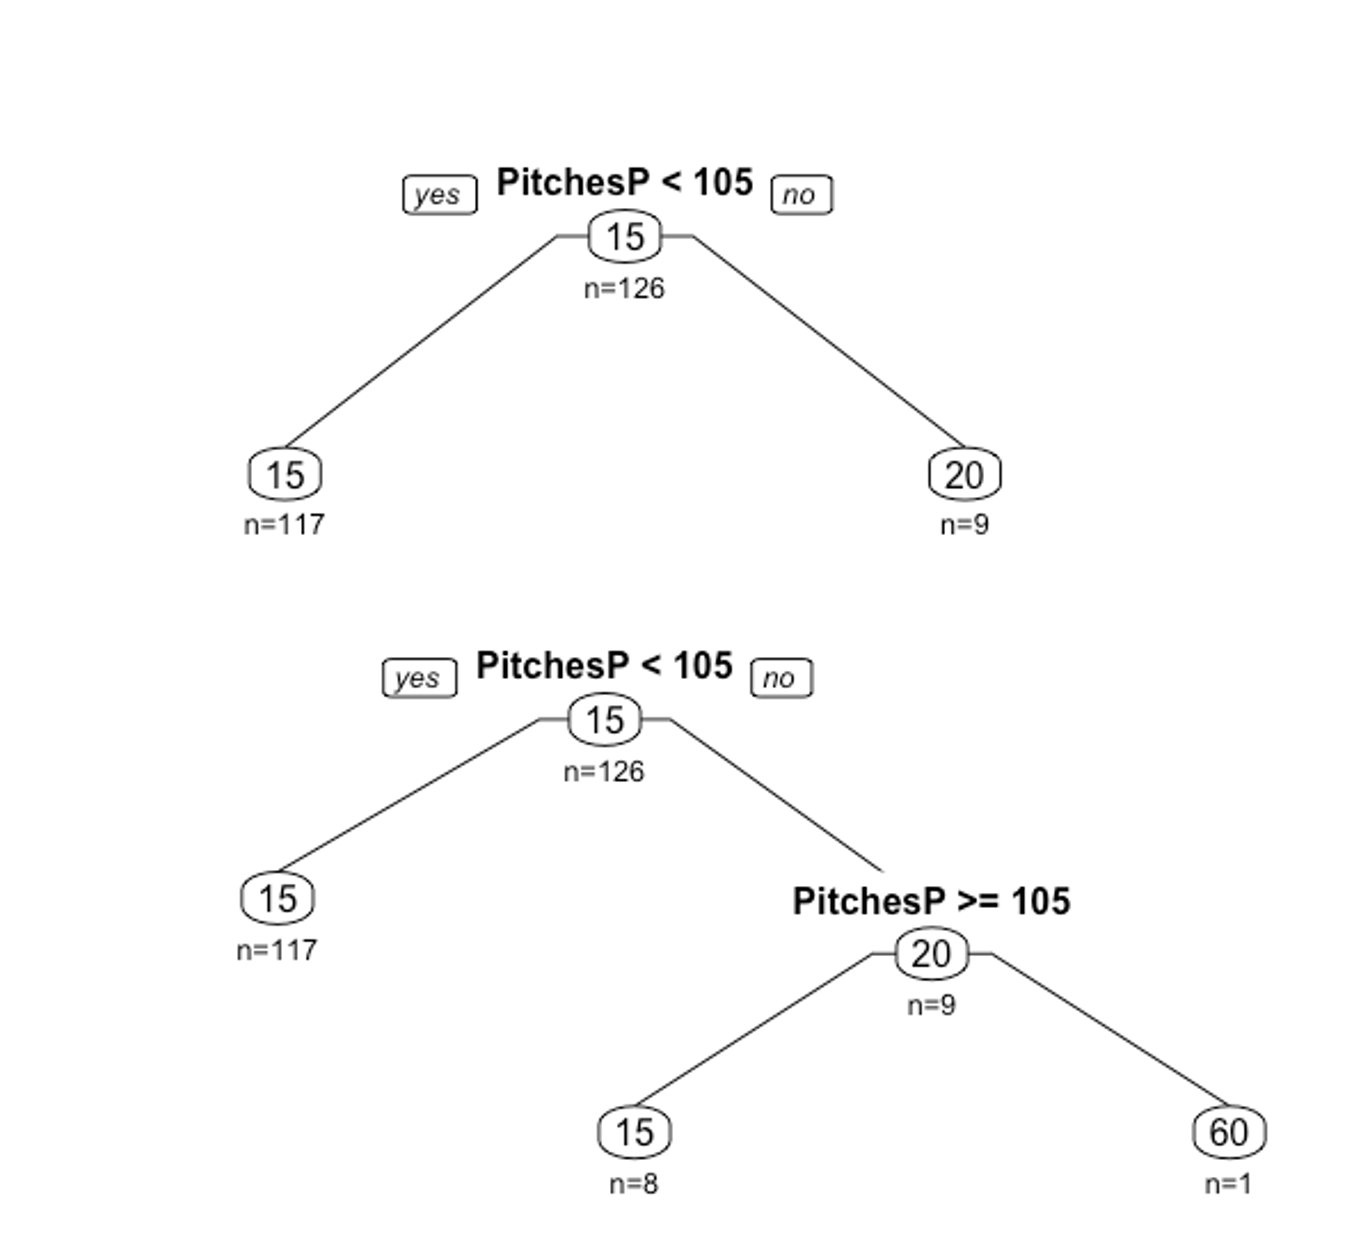 yes PitchesP < 105 no
15
n=126
15 20
n=117 n=9
yes PitchesP < 105 no
15
n=126
15
n=117
PitchesP >= 105
20
n=9
15 60
n=8 n=1